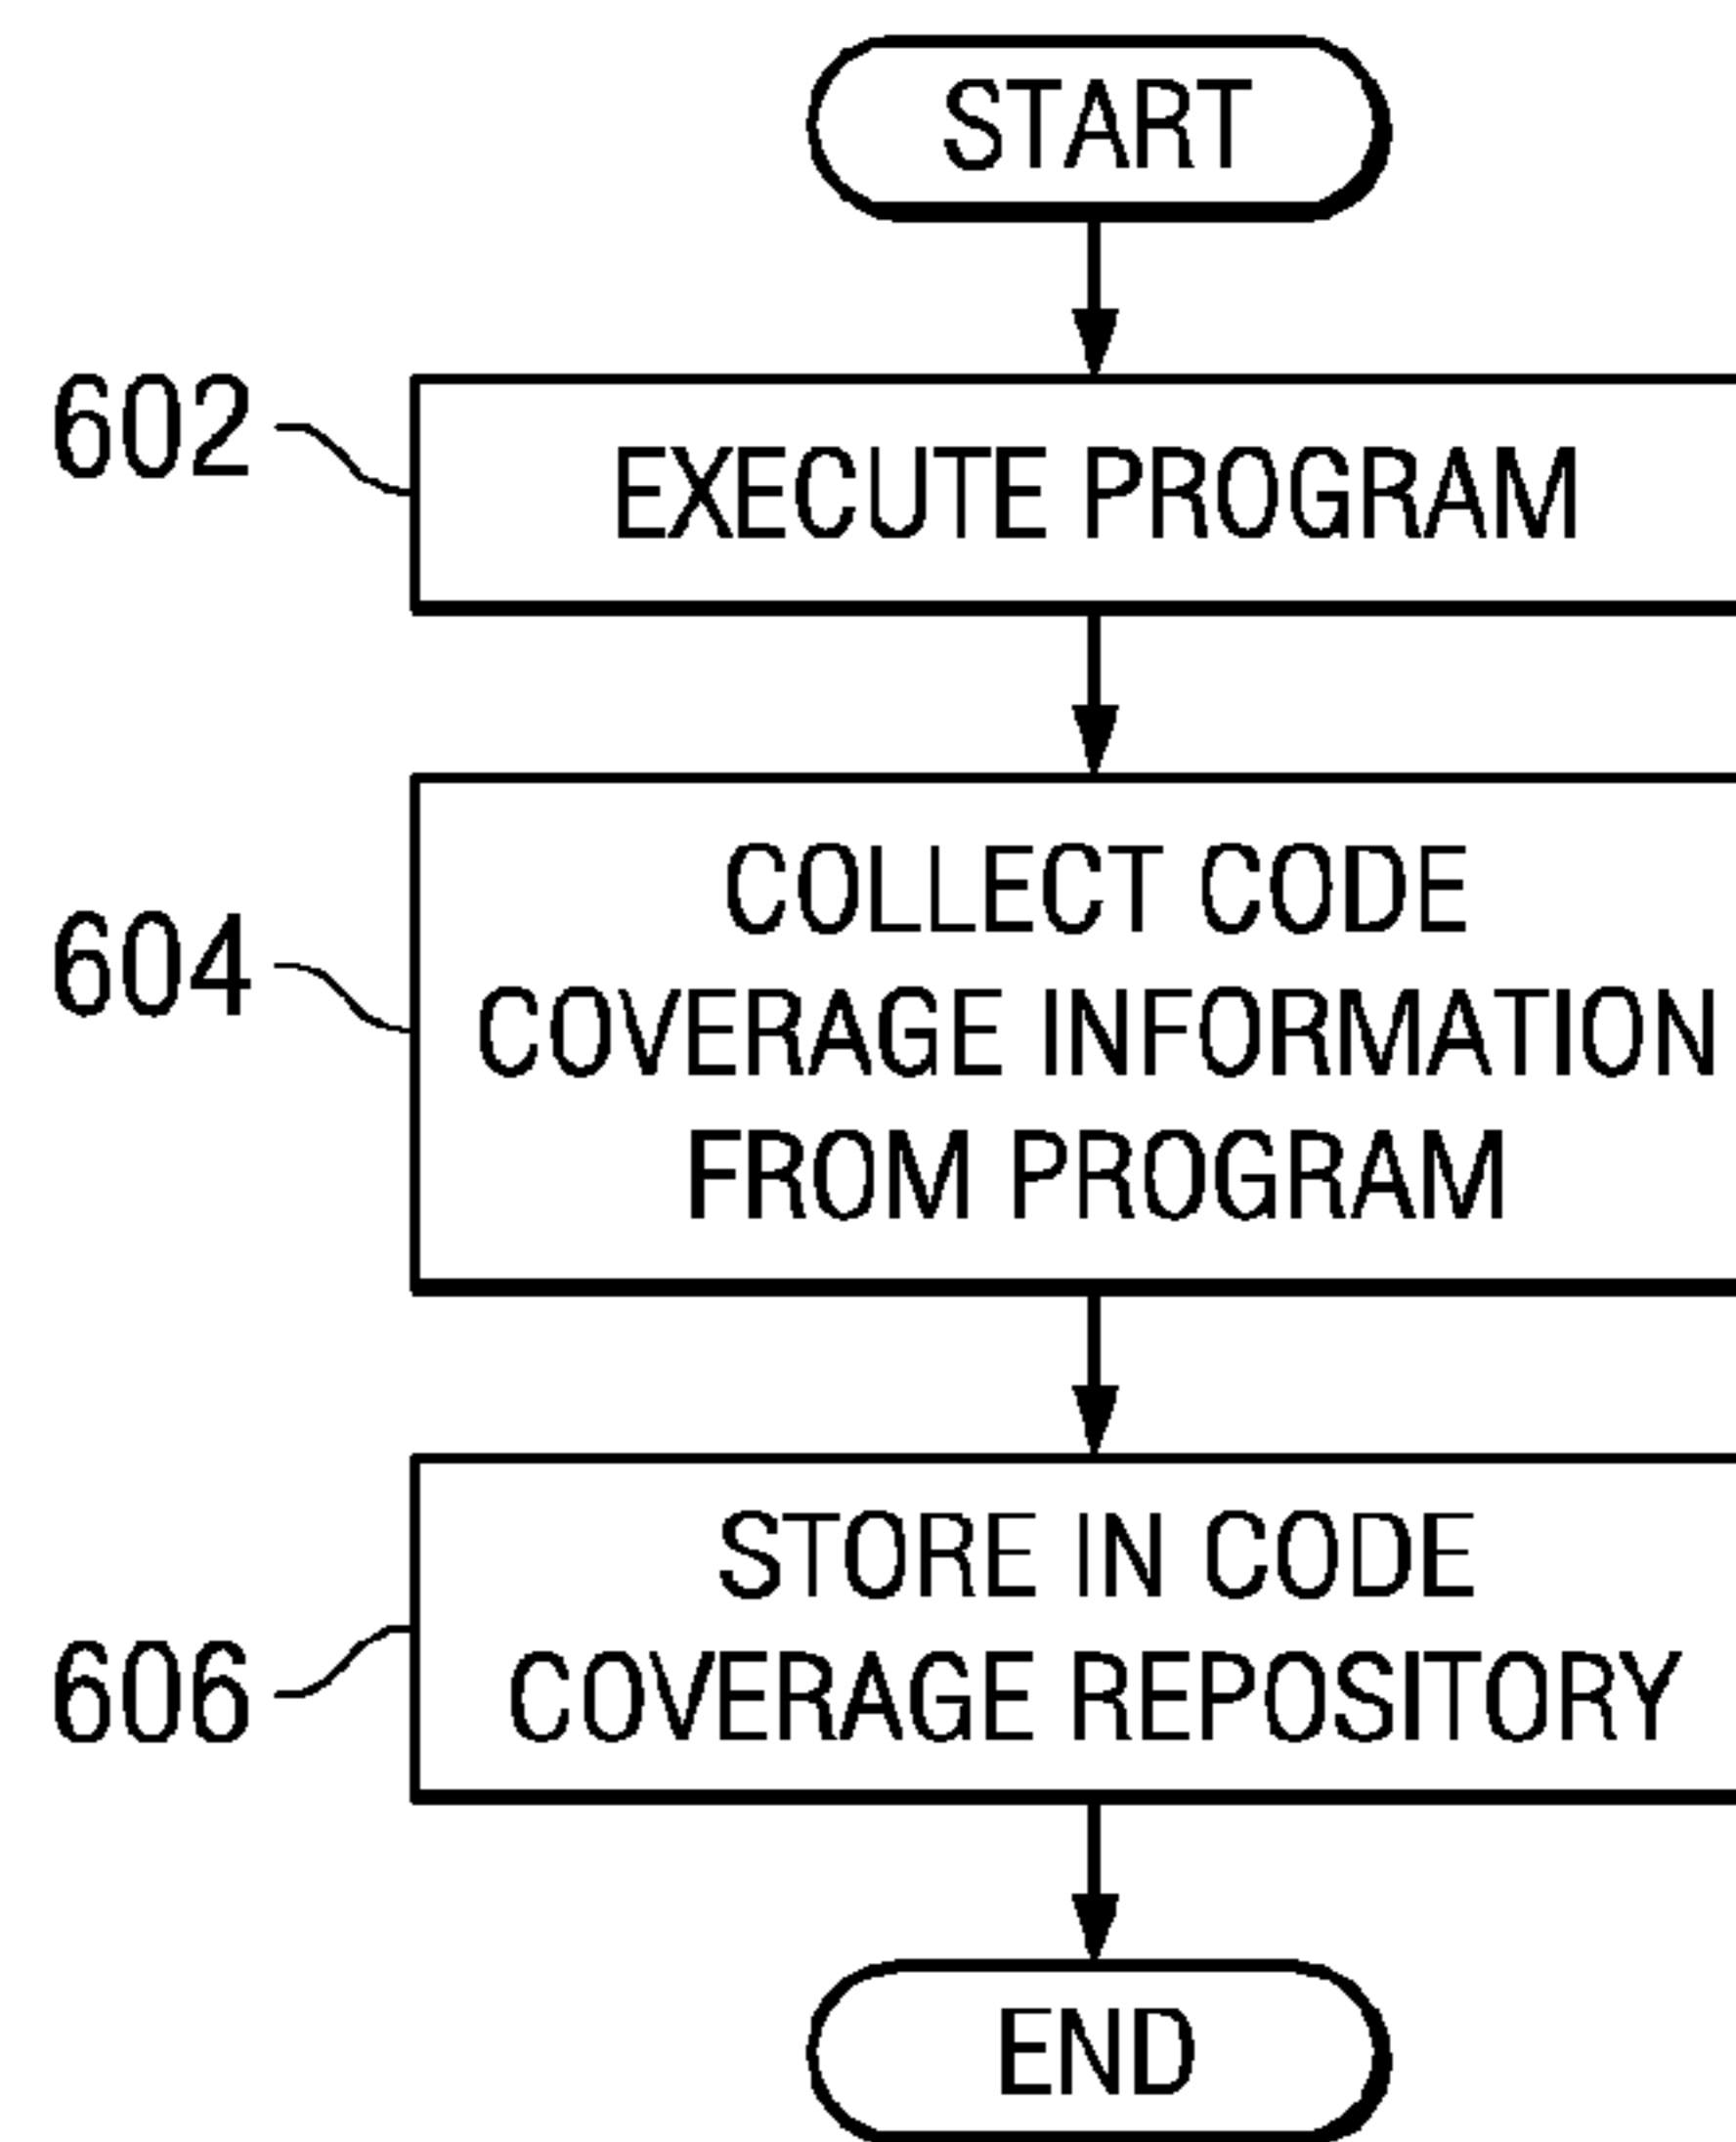 START
602
EXECUTE PROGRAM
604
COLLECT CODE
COVERAGE INFORMATION
FROM PROGRAM
606
STORE IN CODE
COVERAGE REPOSITORY
END